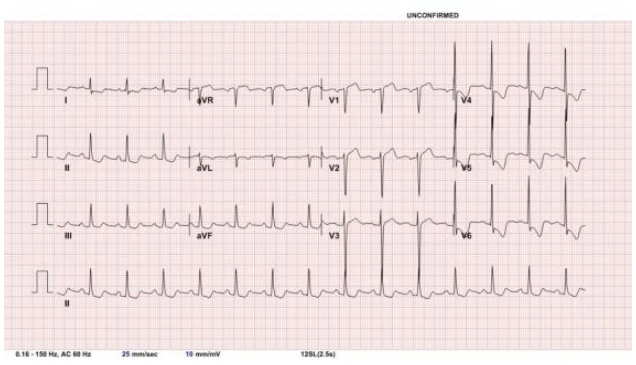 UNCONFIRMED
I aVR V1 V4
II aVL V2 V5
III aVF V3 V6
II
0.16 - 150 Hz, AC 60 Hz 25 mm/sec 10 mm/mV 12SL(2.5s)